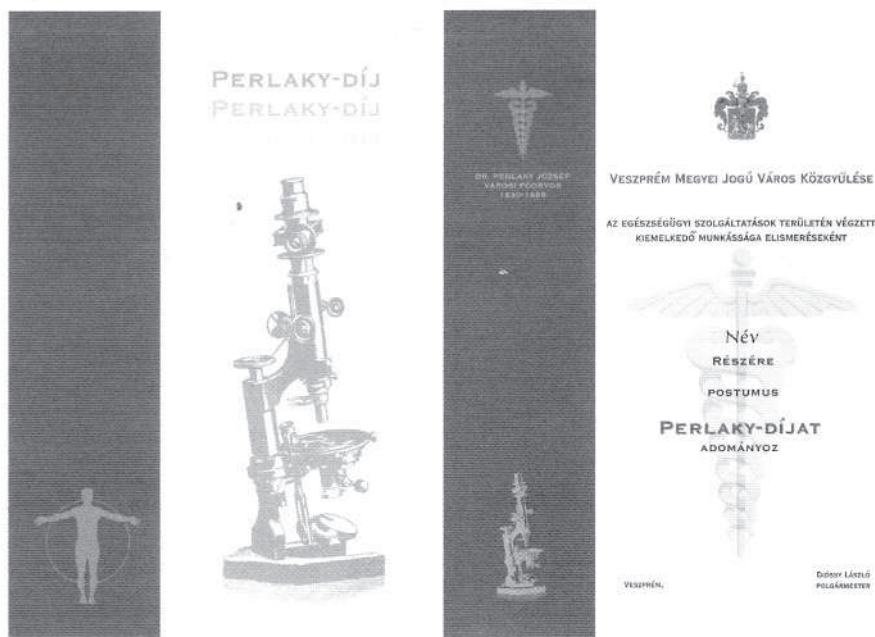 PERLAKY-DÍJ
PERLAKY-DÍJ
DR. PERLAKY JÓZSEF
VÁROSI FŐORVOS
VESZPRÉM MEGYEI JOGÚ VÁROS KÖZGYŰLÉSE
AZ EGÉSZSÉGÜGYI SZOLGÁLTATÁSOK TERÜLETÉN VÉGZETT
KIEMELKEDŐ MUNKÁSSÁGA ELISMERÉSEKÉNT
Név
RÉSZÉRE
POSTUMUS
PERLAKY-DÍJAT
ADOMÁNYOZ
VESZPRÉM,
DIÓSSY LÁSZLÓ
POLGÁRMESTER